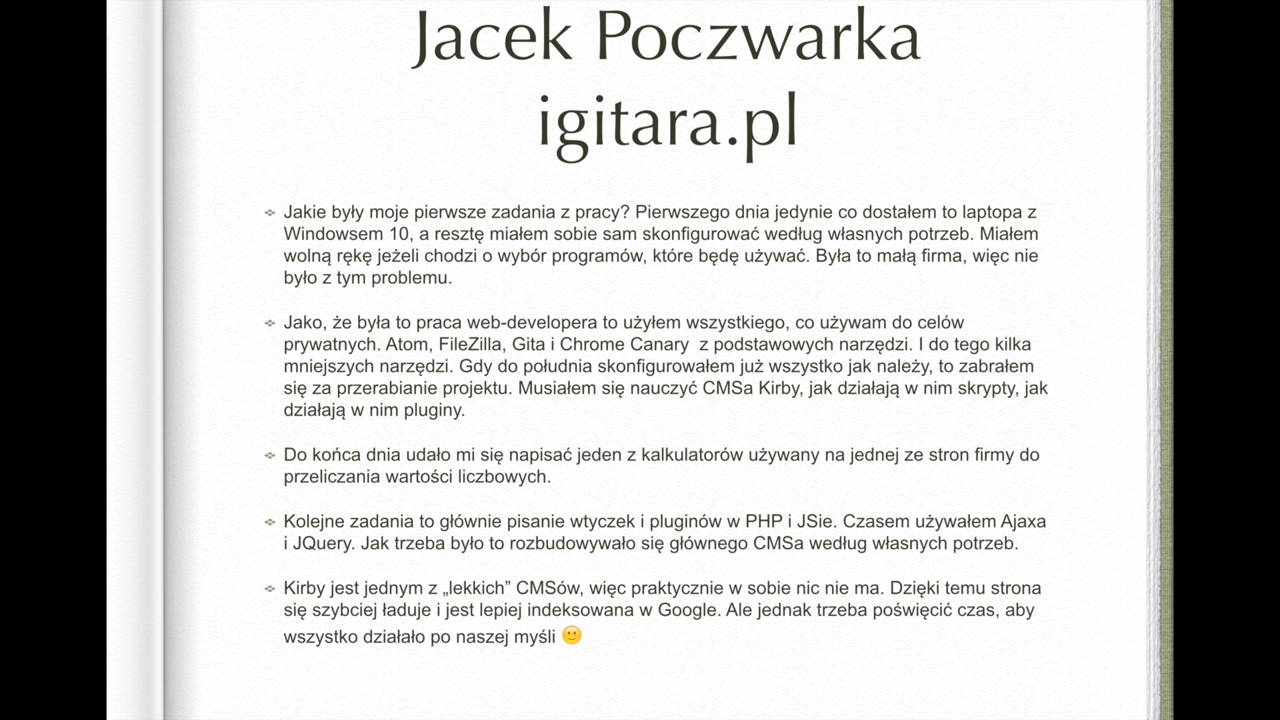 Jacek Poczwarka
igitara.pl
Jakie były moje pierwsze zadania z pracy? Pierwszego dnia jedynie co dostałem to laptopa z
Windowsem 10, a resztę miałem sobie sam skonfigurować według własnych potrzeb. Miałem
wolną rękę jeżeli chodzi o wybór programów, które będę używać. Była to małą firma, więc nie
było z tym problemu.
Jako, że była to praca web-developera to użyłem wszystkiego, co używam do celów
prywatnych. Atom, FileZilla, Gita i Chrome Canary  z podstawowych narzędzi. I do tego kilka
mniejszych narzędzi. Gdy do południa skonfigurowałem już wszystko jak należy, to zabrałem
się za przerabianie projektu. Musiałem się nauczyć CMSa Kirby, jak działają w nim skrypty, jak
działają w nim pluginy.
Do końca dnia udało mi się napisać jeden z kalkulatorów używany na jednej ze stron firmy do
przeliczania wartości liczbowych.
Kolejne zadania to głównie pisanie wtyczek i pluginów w PHP i JSie. Czasem używałem Ajaxa
i JQuery. Jak trzeba było to rozbudowywało się głównego CMSa według własnych potrzeb.
Kirby jest jednym z „lekkich” CMSów, więc praktycznie w sobie nic nie ma. Dzięki temu strona
się szybciej ładuje i jest lepiej indeksowana w Google. Ale jednak trzeba poświęcić czas, aby
wszystko działało po naszej myśli 🙂